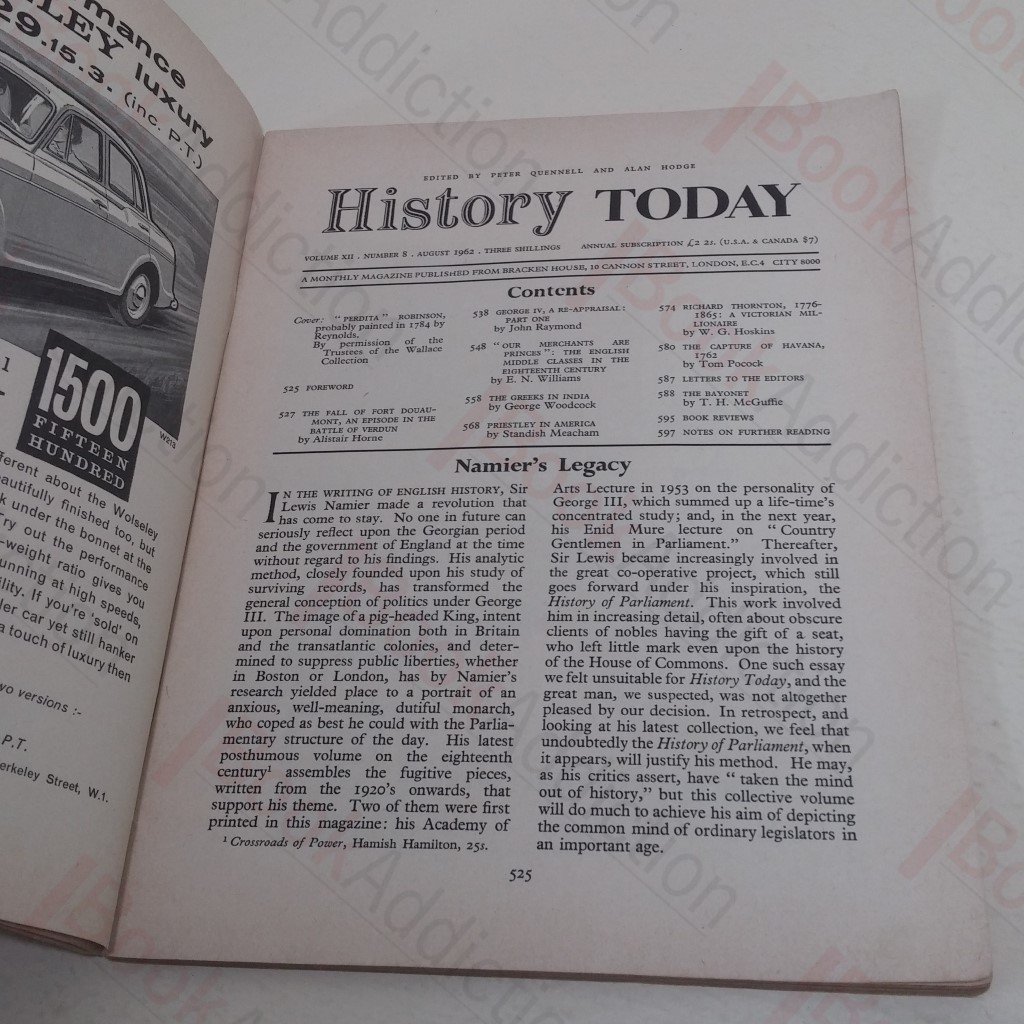 mance
LEY luxury
29.15.3. (inc. P.T.)
1500
FIFTEEN
HUNDRED
W213
fferent about the Wolseley
eautifully finished too, but
k under the bonnet at the
Try out the performance
-weight ratio gives you
unning at high speeds,
ility. If you're 'sold' on
ler car yet still hanker
a touch of luxury then
wo versions :-
P.T.
erkeley Street, W.1.
EDITED BY PETER QUENNELL AND ALAN HODGE
History TODAY
VOLUME XII . NUMBER 8 . AUGUST 1962 . THREE SHILLINGS ANNUAL SUBSCRIPTION £2 2s. (U.S.A. & CANADA $7)
A MONTHLY MAGAZINE PUBLISHED FROM BRACKEN HOUSE, 10 CANNON STREET, LONDON, E.C.4 CITY 8000
Contents
Cover: "PERDITA" ROBINSON,
probably painted in 1784 by
Reynolds.
By permission of the
Trustees of the Wallace
Collection
525 FOREWORD
527 THE FALL OF FORT DOUAU-
MONT, AN EPISODE IN THE
BATTLE OF VERDUN
by Alistair Horne
538 GEORGE IV, A RE-APPRAISAL:
PART ONE
by John Raymond
548 "OUR MERCHANTS ARE
PRINCES": THE ENGLISH
MIDDLE CLASSES IN THE
EIGHTEENTH CENTURY
by E. N. Williams
558 THE GREEKS IN INDIA
by George Woodcock
568 PRIESTLEY IN AMERICA
by Standish Meacham
574 RICHARD THORNTON, 1776-
1865: A VICTORIAN MIL-
LIONAIRE
by W. G. Hoskins
580 THE CAPTURE OF HAVANA,
1762
by Tom Pocock
587 LETTERS TO THE EDITORS
588 THE BAYONET
by T. H. McGuffie
595 BOOK REVIEWS
597 NOTES ON FURTHER READING
Namier's Legacy
IN THE WRITING OF ENGLISH HISTORY, Sir
Lewis Namier made a revolution that
has come to stay. No one in future can
seriously reflect upon the Georgian period
and the government of England at the time
without regard to his findings. His analytic
method, closely founded upon his study of
surviving records, has transformed the
general conception of politics under George
III. The image of a pig-headed King, intent
upon personal domination both in Britain
and the transatlantic colonies, and deter-
mined to suppress public liberties, whether
in Boston or London, has by Namier's
research yielded place to a portrait of an
anxious, well-meaning, dutiful monarch,
who coped as best he could with the Parlia-
mentary structure of the day. His latest
posthumous volume on the eighteenth
century¹ assembles the fugitive pieces,
written from the 1920's onwards, that
support his theme. Two of them were first
printed in this magazine: his Academy of
¹ Crossroads of Power, Hamish Hamilton, 25s.
Arts Lecture in 1953 on the personality of
George III, which summed up a life-time's
concentrated study; and, in the next year,
his Enid Mure lecture on "Country
Gentlemen in Parliament." Thereafter,
Sir Lewis became increasingly involved in
the great co-operative project, which still
goes forward under his inspiration, the
History of Parliament. This work involved
him in increasing detail, often about obscure
clients of nobles having the gift of a seat,
who left little mark even upon the history
of the House of Commons. One such essay
we felt unsuitable for History Today, and the
great man, we suspected, was not altogether
pleased by our decision. In retrospect, and
looking at his latest collection, we feel that
undoubtedly the History of Parliament, when
it appears, will justify his method. He may,
as his critics assert, have "taken the mind
out of history," but this collective volume
will do much to achieve his aim of depicting
the common mind of ordinary legislators in
an important age.
525
BookAddiction